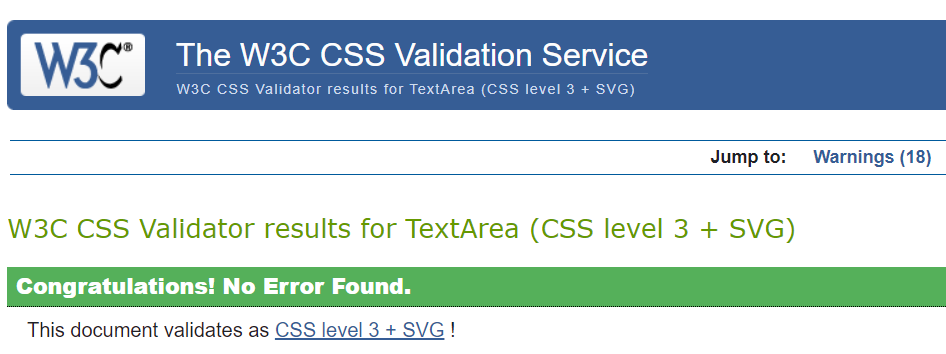 W3C®
The W3C CSS Validation Service
W3C CSS Validator results for TextArea (CSS level 3 + SVG)
Jump to: Warnings (18)
W3C CSS Validator results for TextArea (CSS level 3 + SVG)
Congratulations! No Error Found.
This document validates as CSS level 3 + SVG !